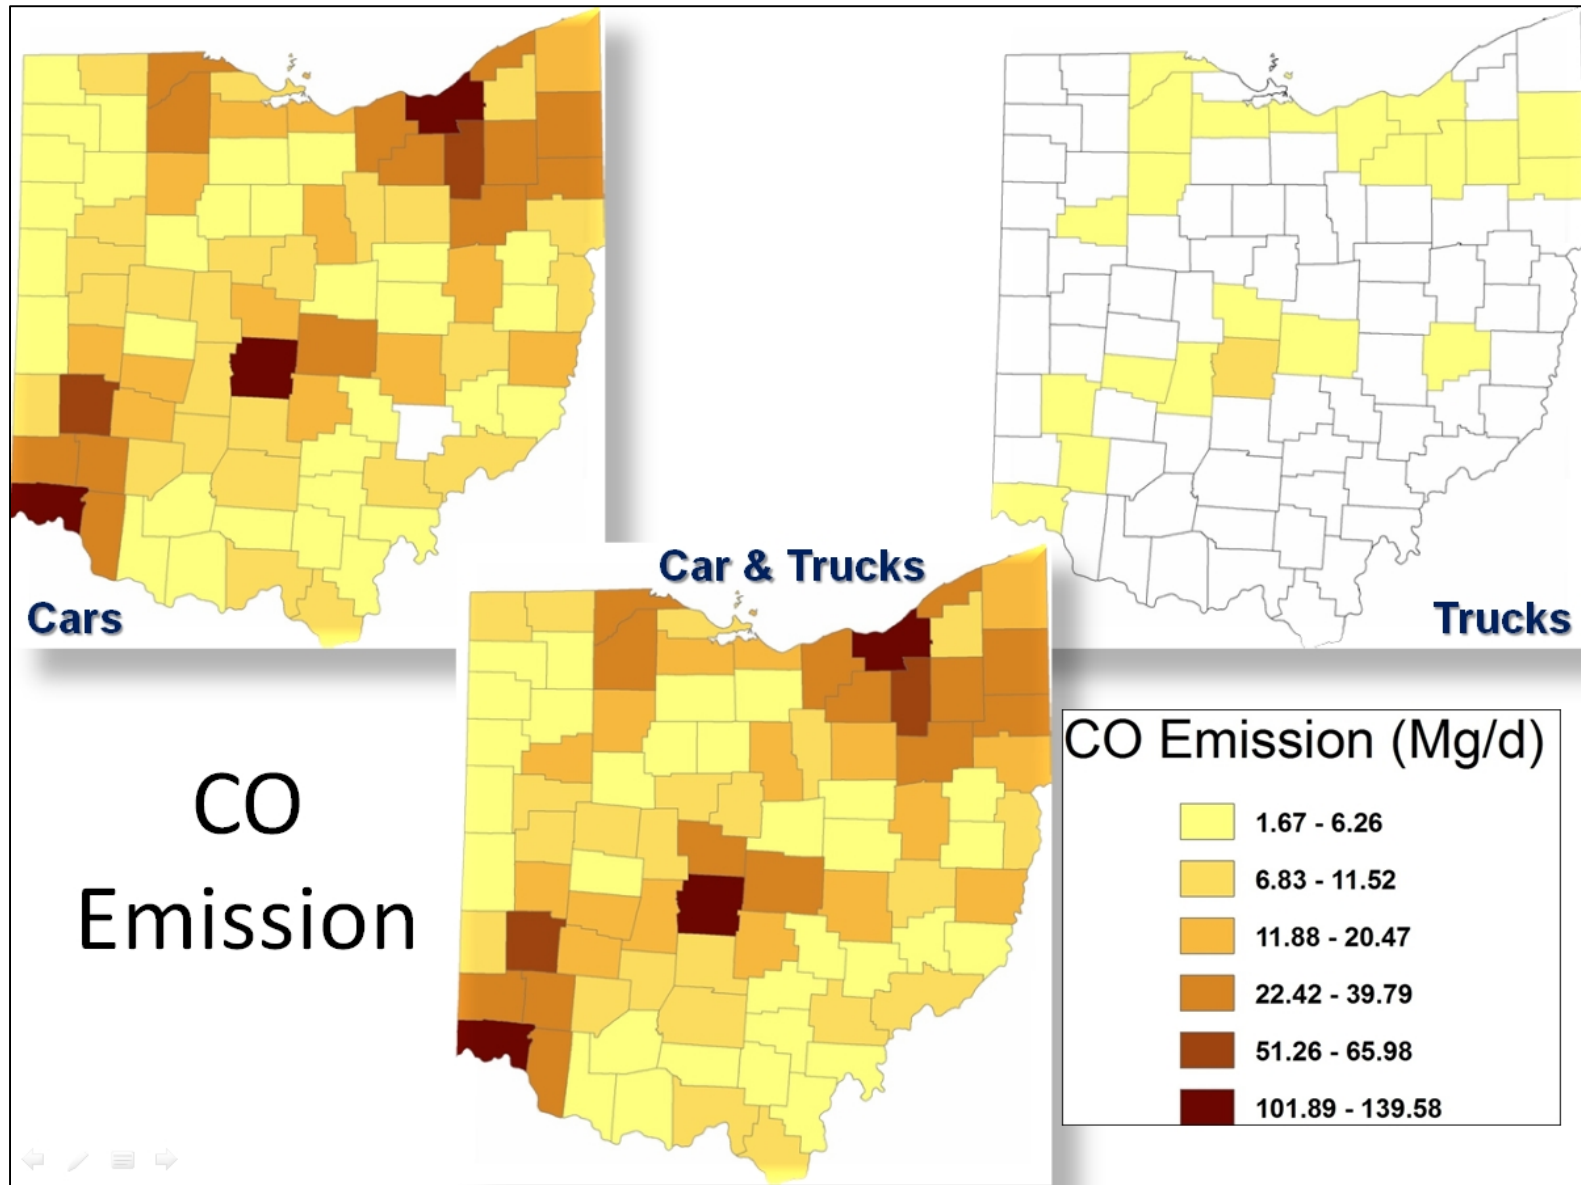 Cars
Car & Trucks
Trucks
CO
Emission
CO Emission (Mg/d)
1.67 - 6.26
6.83 - 11.52
11.88 - 20.47
22.42 - 39.79
51.26 - 65.98
101.89 - 139.58